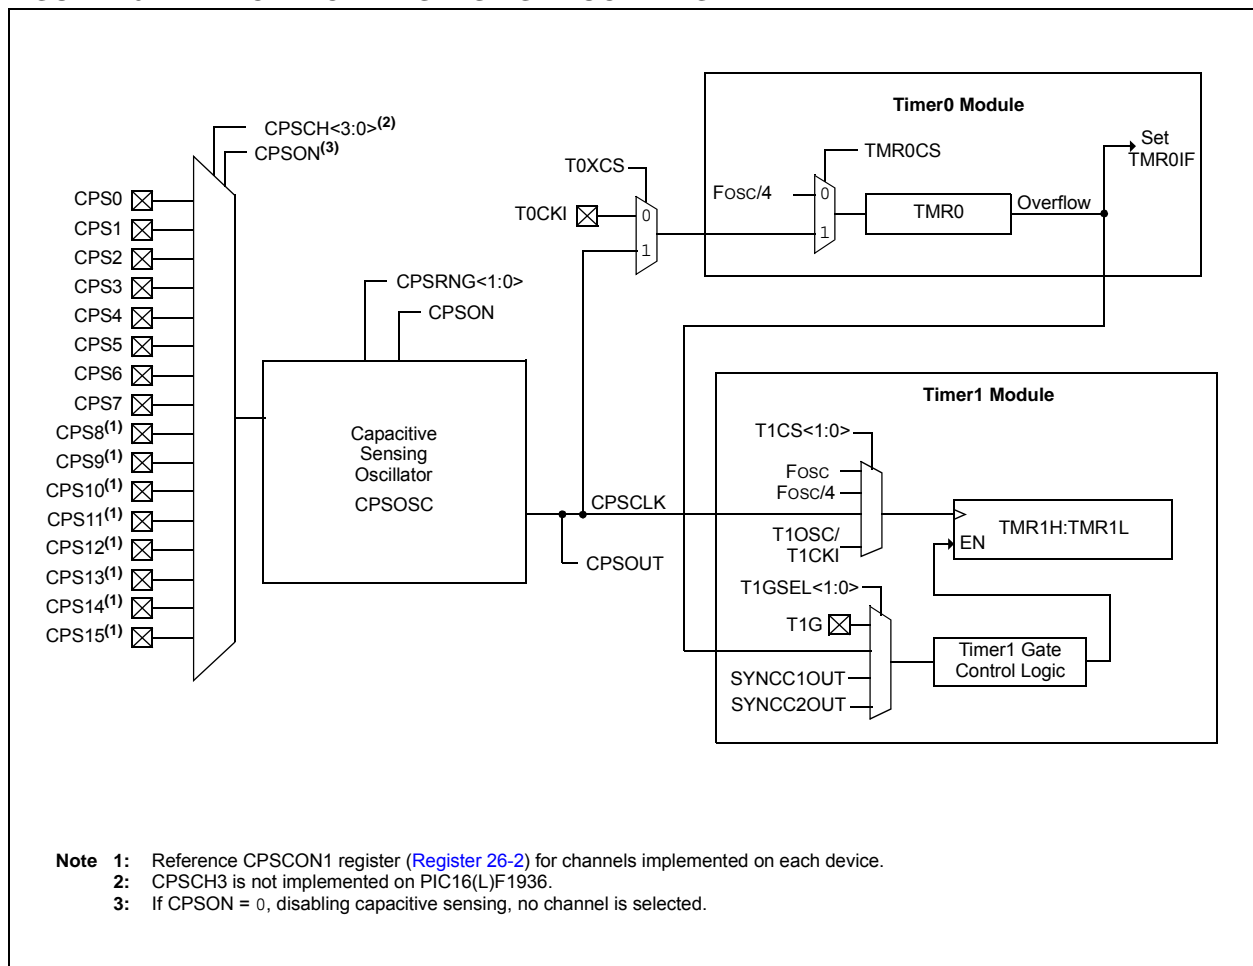 Timer0 Module
CPSCH<3:0>(2)
CPSON(3)
TMR0CS
Set
TMR0IF
T0XCS
FOSC/4
0
1
TMR0
Overflow
T0CKI
0
1
CPS0
CPS1
CPS2
CPS3
CPS4
CPS5
CPS6
CPS7
CPS8(1)
CPS9(1)
CPS10(1)
CPS11(1)
CPS12(1)
CPS13(1)
CPS14(1)
CPS15(1)
CPSRNG<1:0>
CPSON
Capacitive
Sensing
Oscillator
CPSOSC
CPSCLK
CPSOUT
Timer1 Module
T1CS<1:0>
FOSC
FOSC/4
T1OSC/
T1CKI
TMR1H:TMR1L
EN
T1GSEL<1:0>
T1G
SYNCC1OUT
SYNCC2OUT
Timer1 Gate
Control Logic
Note 1: Reference CPSCON1 register (Register 26-2) for channels implemented on each device.
2: CPSCH3 is not implemented on PIC16(L)F1936.
3: If CPSON = 0, disabling capacitive sensing, no channel is selected.